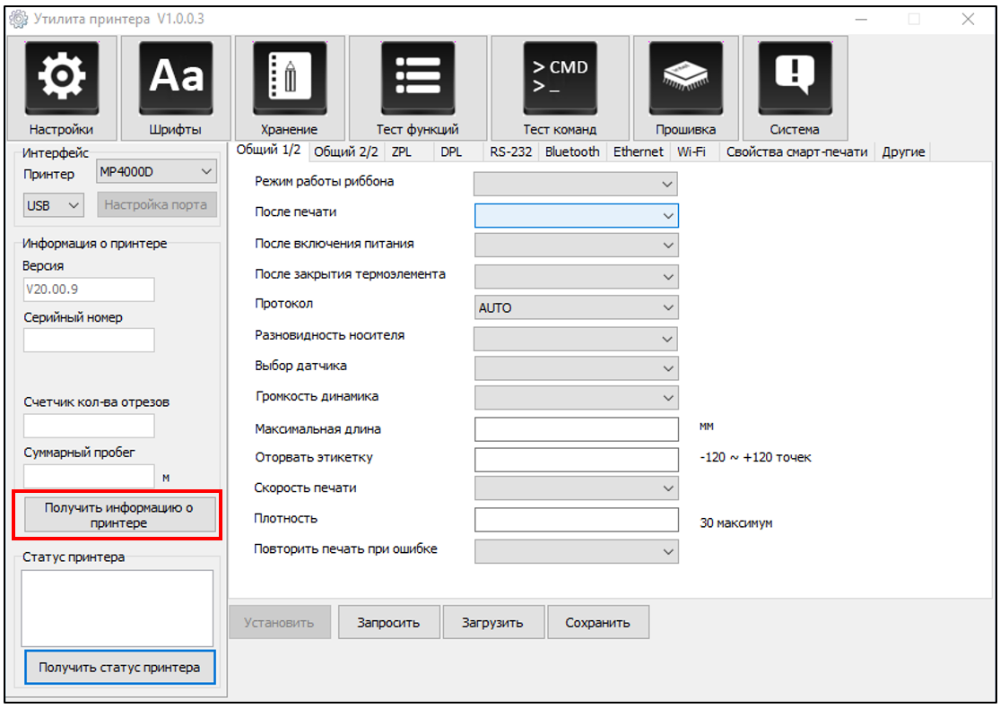 Утилита принтера V1.0.0.3
Aa
> CMD
> _
Настройки
Шрифты
Хранение
Тест функций
Тест команд
Прошивка
Система
Интерфейс
Принтер
MP4000D
USB
Настройка порта
Информация о принтере
Версия
V20.00.9
Серийный номер
Счетчик кол-ва отрезов
Суммарный пробег
м
Получить информацию о
принтере
Статус принтера
Получить статус принтера
Общий 1/2
Общий 2/2
ZPL
DPL
RS-232
Bluetooth
Ethernet
Wi-Fi
Свойства смарт-печати
Другие
Режим работы риббона
После печати
После включения питания
После закрытия термоэлемента
Протокол
AUTO
Разновидность носителя
Выбор датчика
Громкость динамика
Максимальная длина
мм
Оторвать этикетку
-120 ~ +120 точек
Скорость печати
Плотность
30 максимум
Повторить печать при ошибке
Установить
Запросить
Загрузить
Сохранить